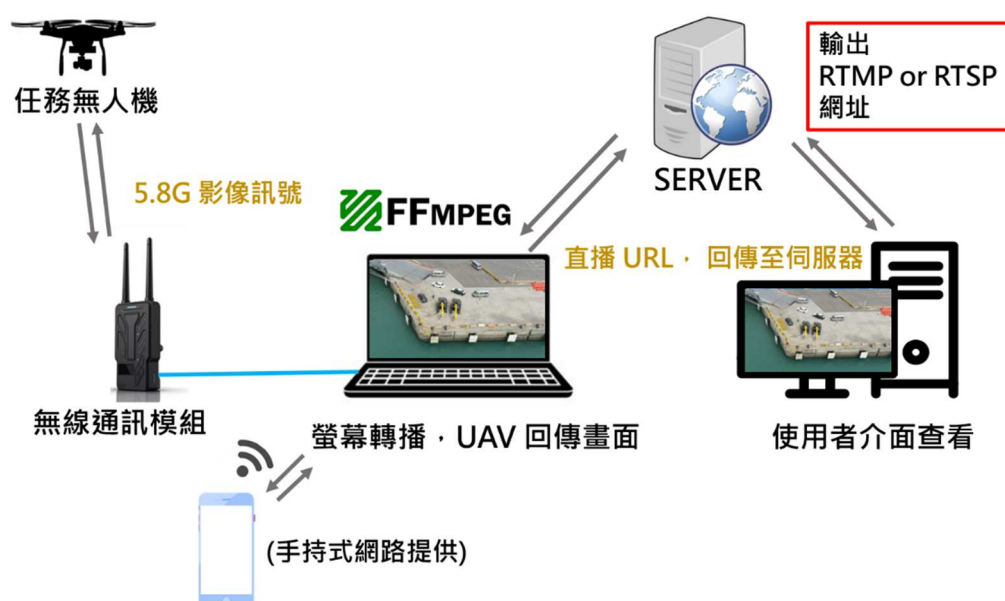 任務無人機
5.8G 影像訊號
無線通訊模組
FFMPEG
螢幕轉播，UAV 回傳畫面
(手持式網路提供)
SERVER
直播 URL， 回傳至伺服器
輸出
RTMP or RTSP
網址
使用者介面查看